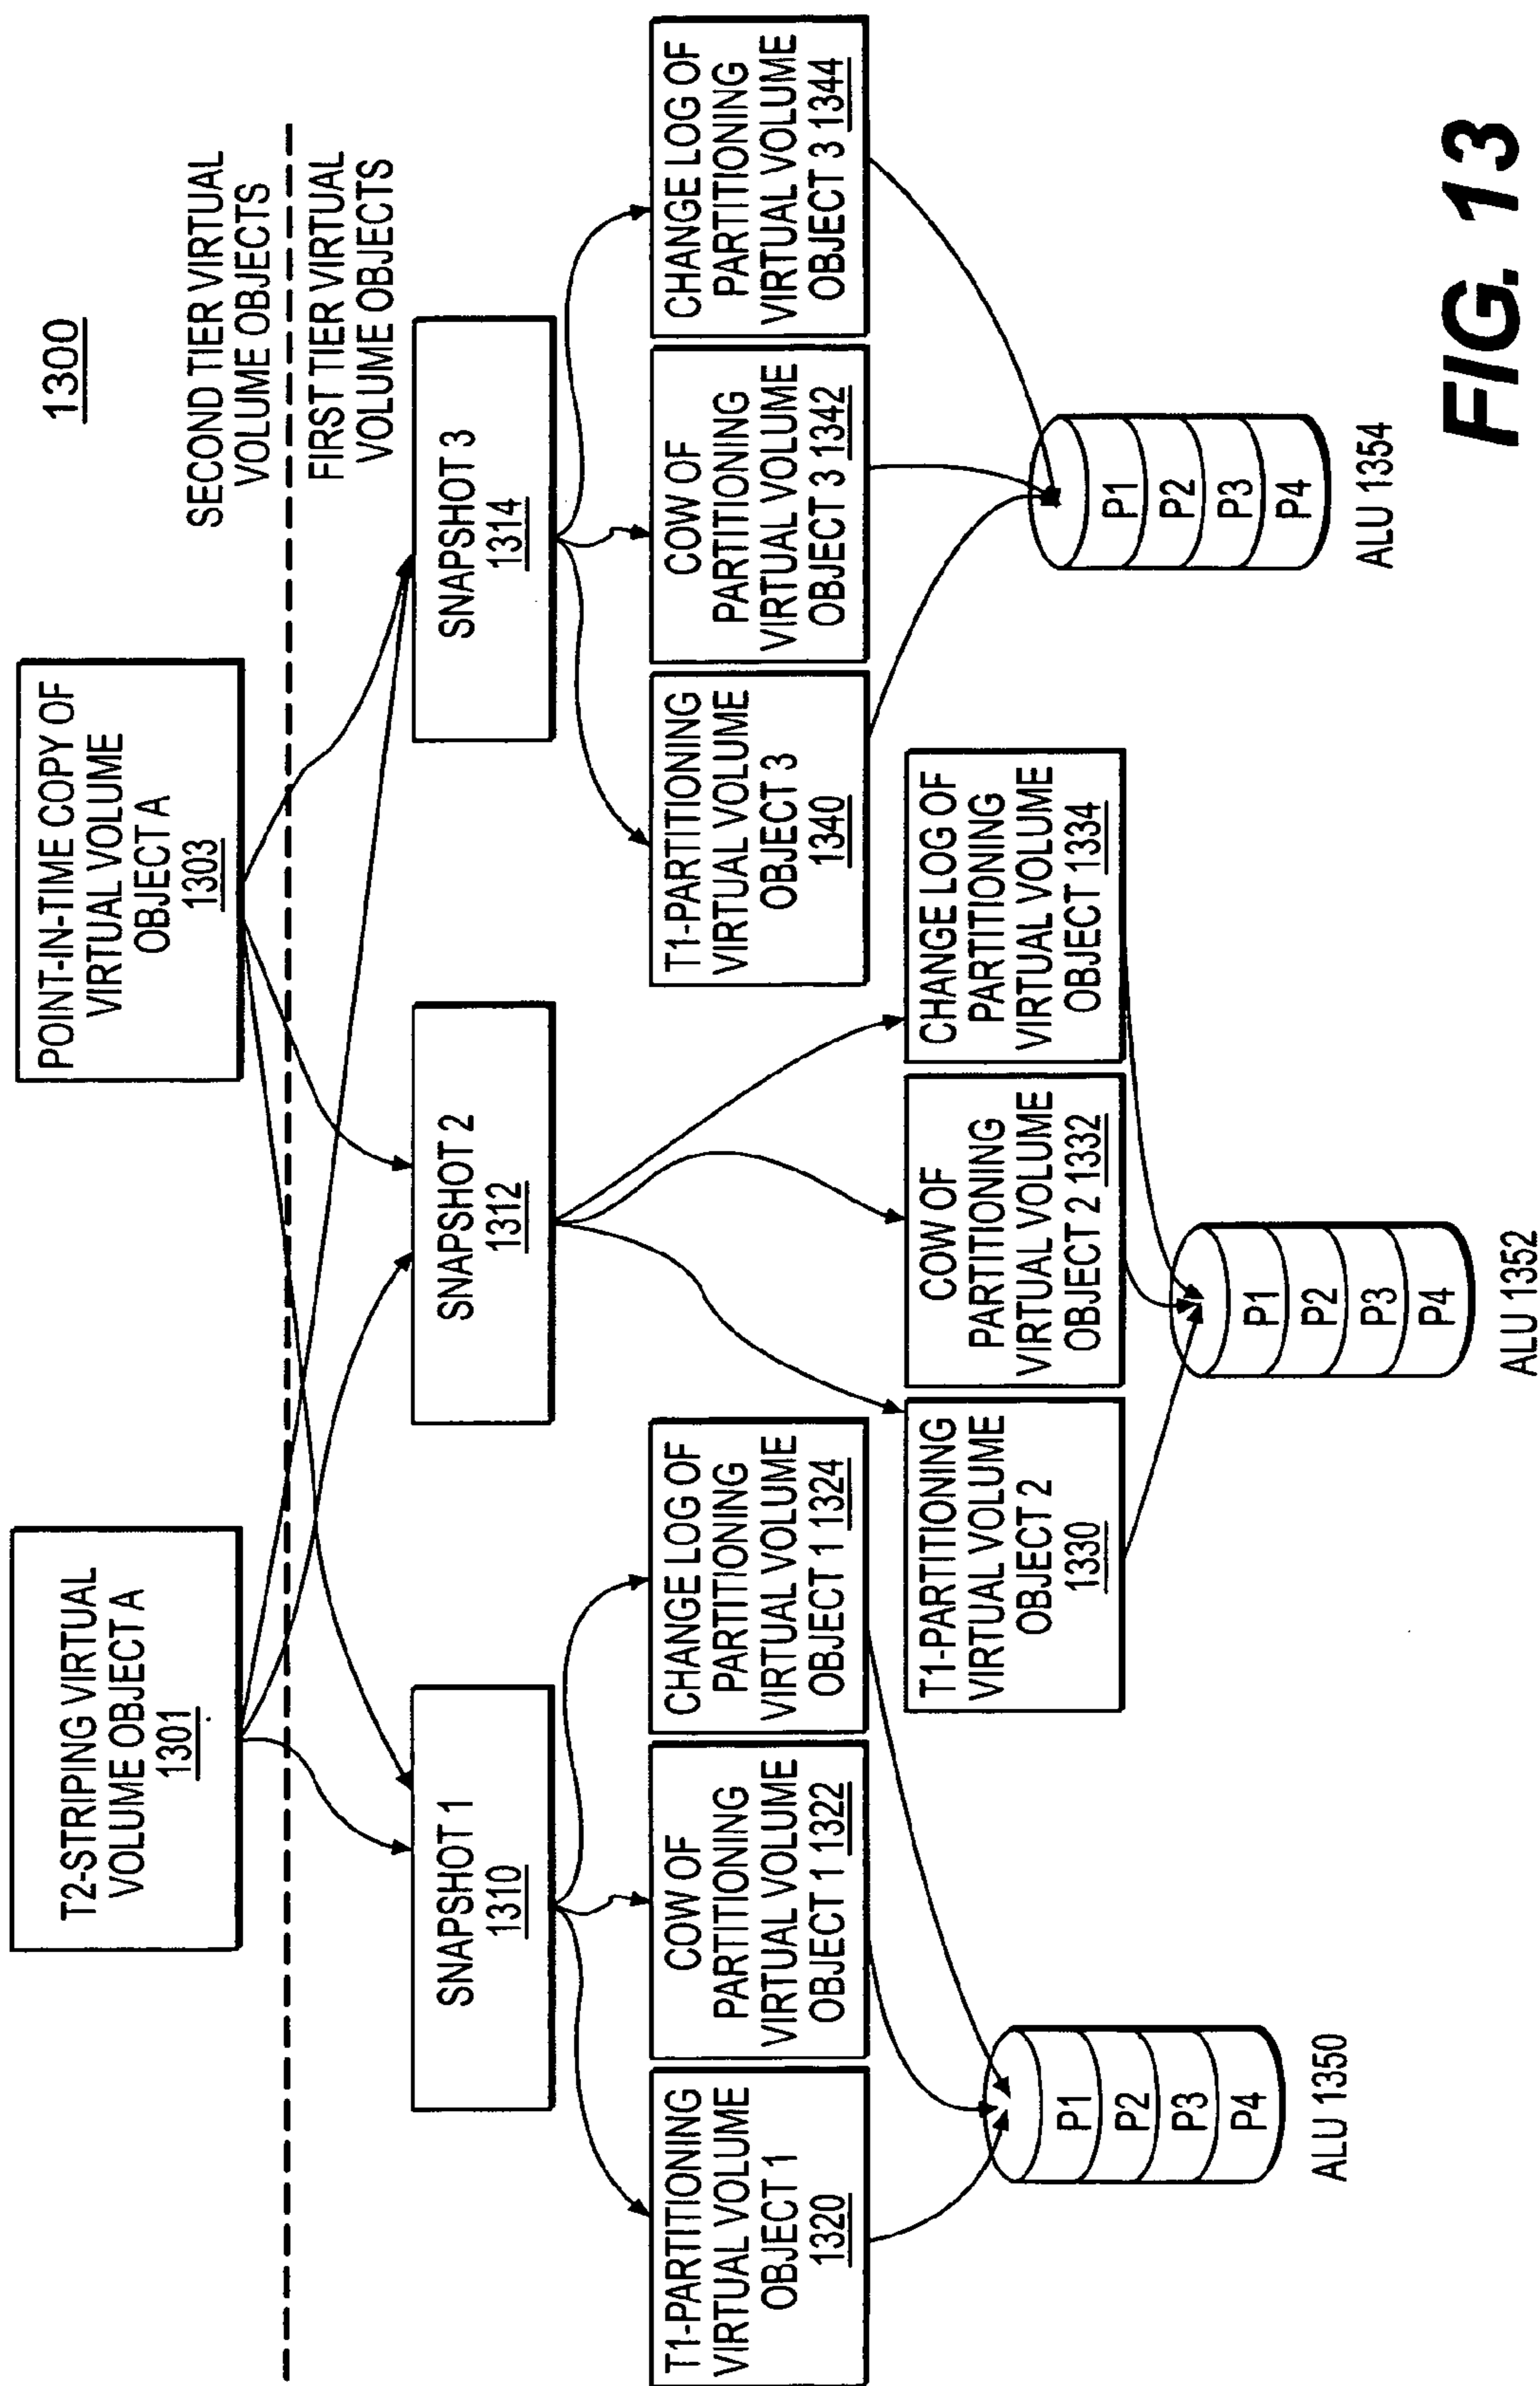 1300
T2-STRIPING VIRTUAL
VOLUME OBJECT A
1301
POINT-IN-TIME COPY OF
VIRTUAL VOLUME
OBJECT A
1303
SECOND TIER VIRTUAL
VOLUME OBJECTS
FIRST TIER VIRTUAL
VOLUME OBJECTS
SNAPSHOT 1
1310
SNAPSHOT 2
1312
SNAPSHOT 3
1314
T1-PARTITIONING
VIRTUAL VOLUME
OBJECT 1
1320
COW OF
PARTITIONING
VIRTUAL VOLUME
OBJECT 1 1322
CHANGE LOG OF
PARTITIONING
VIRTUAL VOLUME
OBJECT 1 1324
T1-PARTITIONING
VIRTUAL VOLUME
OBJECT 3
1340
COW OF
PARTITIONING
VIRTUAL VOLUME
OBJECT 3 1342
CHANGE LOG OF
PARTITIONING
VIRTUAL VOLUME
OBJECT 3 1344
T1-PARTITIONING
VIRTUAL VOLUME
OBJECT 2
1330
COW OF
PARTITIONING
VIRTUAL VOLUME
OBJECT 2 1332
CHANGE LOG OF
PARTITIONING
VIRTUAL VOLUME
OBJECT 1334
P1
P2
P3
P4
ALU 1350
P1
P2
P3
P4
ALU 1352
P1
P2
P3
P4
ALU 1354
FIG. 13